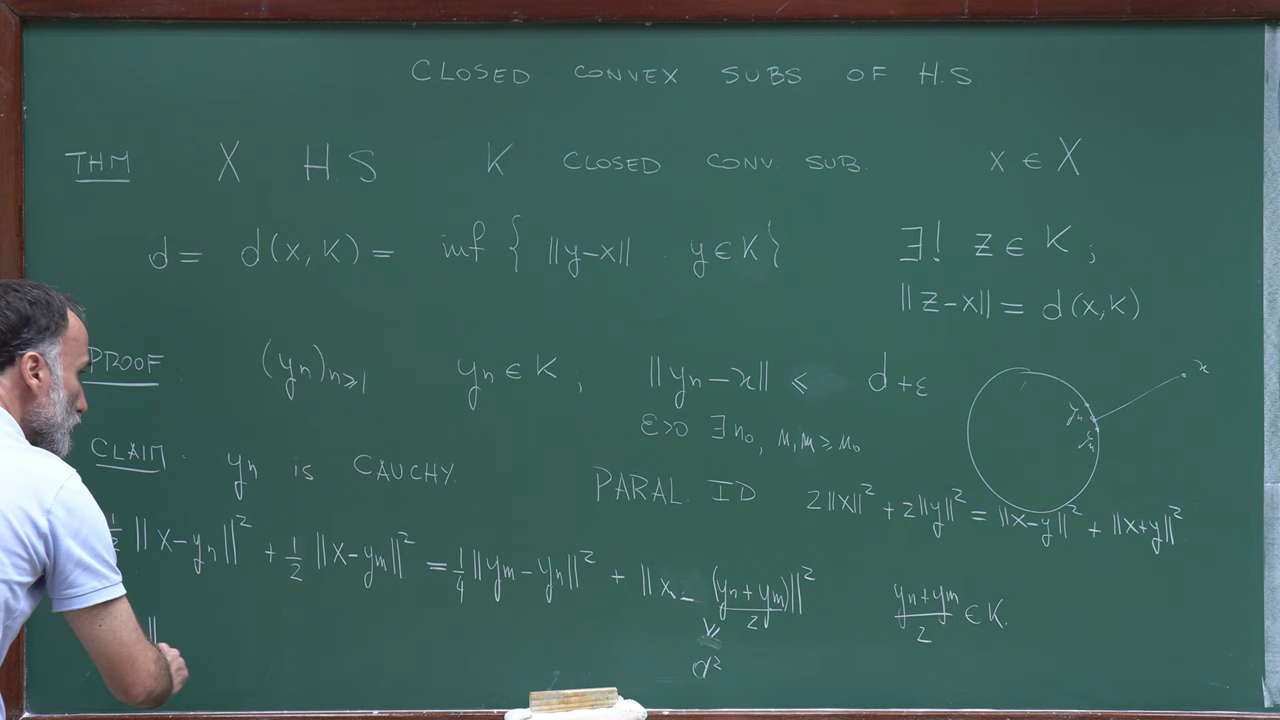 CLOSED CONVEX SUBS OF H.S
THM X H.S K CLOSED CONV SUB. x ∈ X
d = d(x,K) = inf { ||y-x|| . y ∈ K } ∃! z ∈ K ;
||z-x|| = d(x,K)
PROOF (yn)n≥1 yn ∈ K ; ||yn - x|| ≤ d + ε
ε>0 ∃ n0, n,m ≥ n0
x
yn
CLAIM : yn is CAUCHY.
PARAL. ID 2||x||² + 2||y||² = ||x-y||² + ||x+y||²
1/2 ||x-yn||² + 1/2 ||x-ym||² = 1/4 ||ym-yn||² + ||x - (yn+ym)/2||² (yn+ym)/2 ∈ K.
d²
||